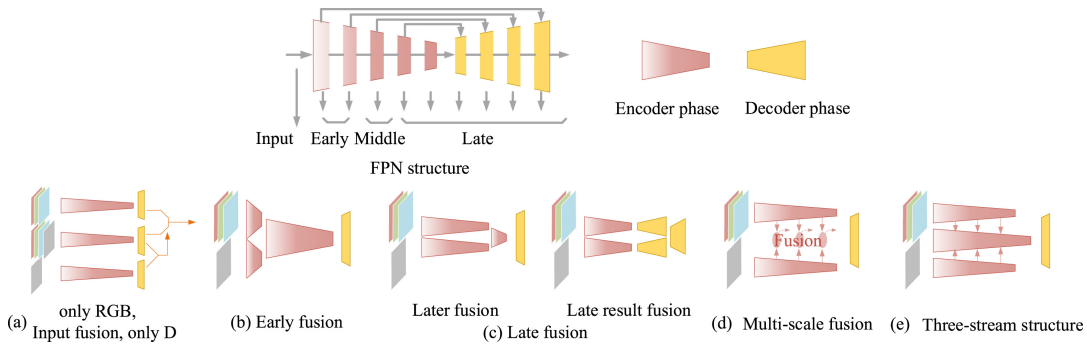 Encoder phase
Decoder phase
Input
Early
Middle
Late
FPN structure
Fusion
(a)
only RGB,
Input fusion, only D
(b) Early fusion
Later fusion
Late result fusion
(c) Late fusion
(d) Multi-scale fusion
(e) Three-stream structure